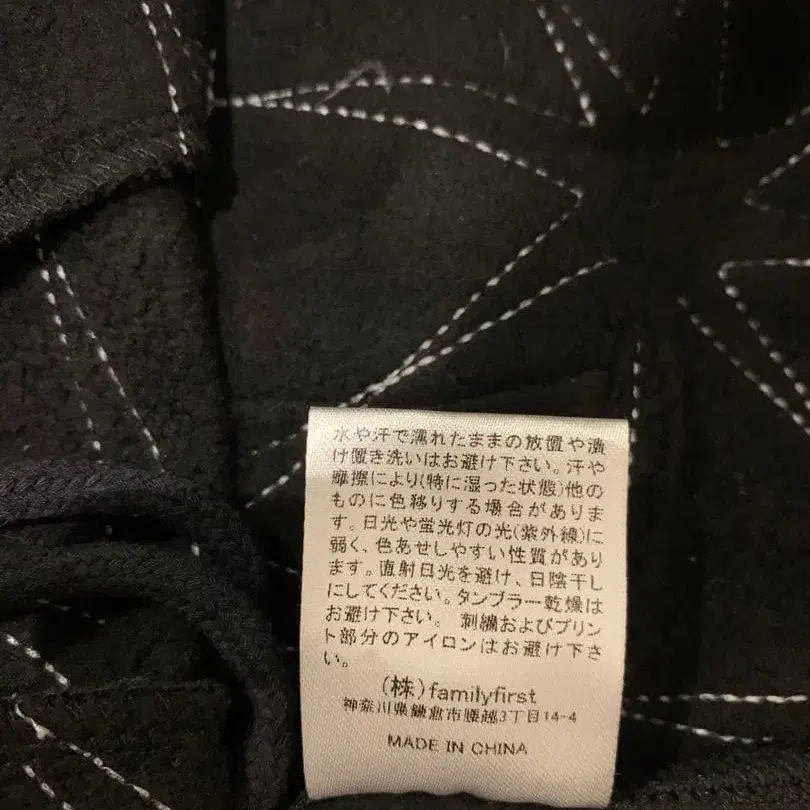 水や汗で濡れたままの放置や漬
け置き洗いはお避け下さい。汗や
摩擦により(特に湿った状態)他の
ものに色移りする場合がありま
す。日光や蛍光灯の光(紫外線)に
弱く、色あせしやすい性質があり
ます。直射日光を避け、日陰干し
にしてください。タンブラー乾燥は
お避け下さい。 刺繍およびプリン
ト部分のアイロンはお避け下さ
い。
(株)familyfirst
神奈川県鎌倉市腰越3丁目14-4
MADE IN CHINA